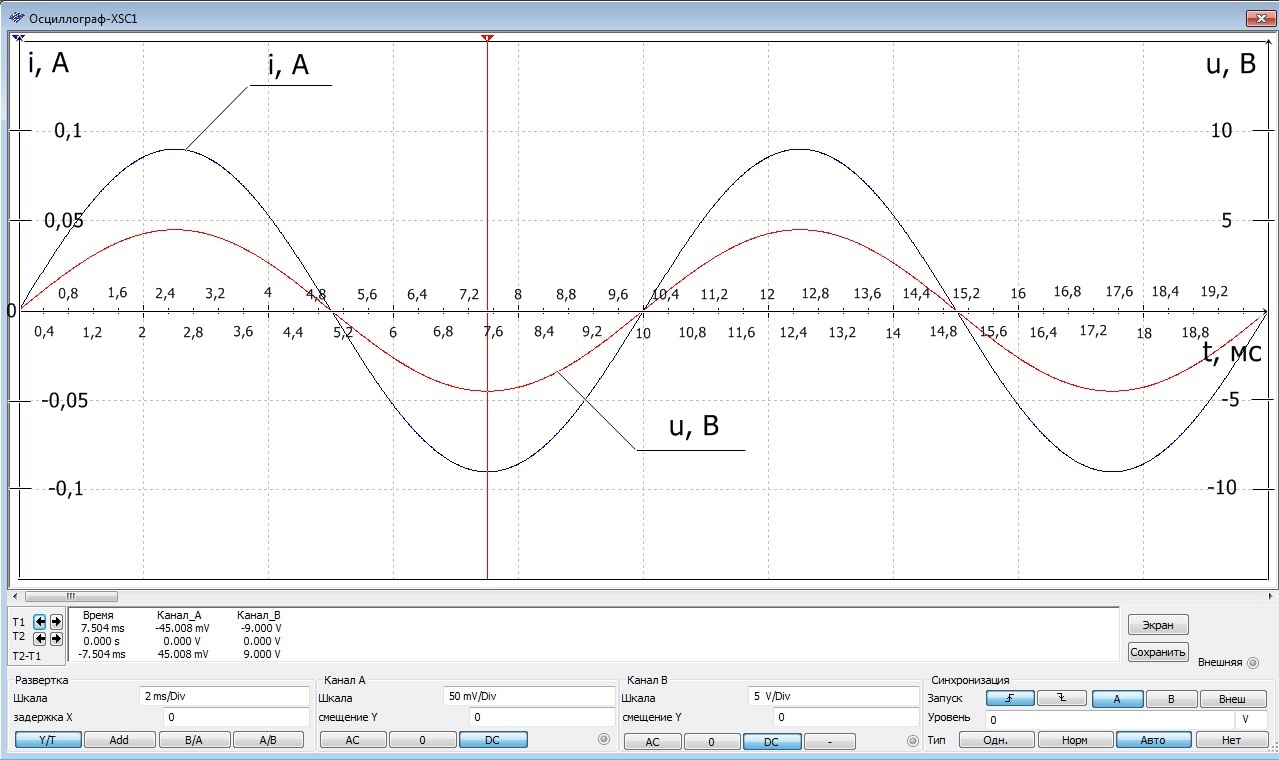 Осциллограф-XSC1
i, A
i, A
u, B
0,1
10
0,05
5
0,8 1,6 2,4 3,2 4 4,8 5,6 6,4 7,2 8 8,8 9,6 10,4 11,2 12 12,8 13,6 14,4 15,2 16 16,8 17,6 18,4 19,2
0
0,4 1,2 2 2,8 3,6 4,4 5,2 6 6,8 7,6 8,4 9,2 10 10,8 11,6 12,4 13,2 14 14,8 15,6 16,4 17,2 18 18,8
t, мс
-0,05
-5
u, B
-0,1
-10
T1
T2
T2-T1
Время Канал_A Канал_B
7.504 ms -45.008 mV -9.000 V
0.000 s 0.000 V 0.000 V
-7.504 ms 45.008 mV 9.000 V
Экран
Сохранить
Внешняя
Развертка
Шкала 2 ms/Div
задержка X 0
Y/T Add B/A A/B
Канал A
Шкала 50 mV/Div
смещение Y 0
AC 0 DC
Канал B
Шкала 5 V/Div
смещение Y 0
AC 0 DC -
Синхронизация
Запуск A B Внеш
Уровень 0 V
Тип Одн. Норм Авто Нет